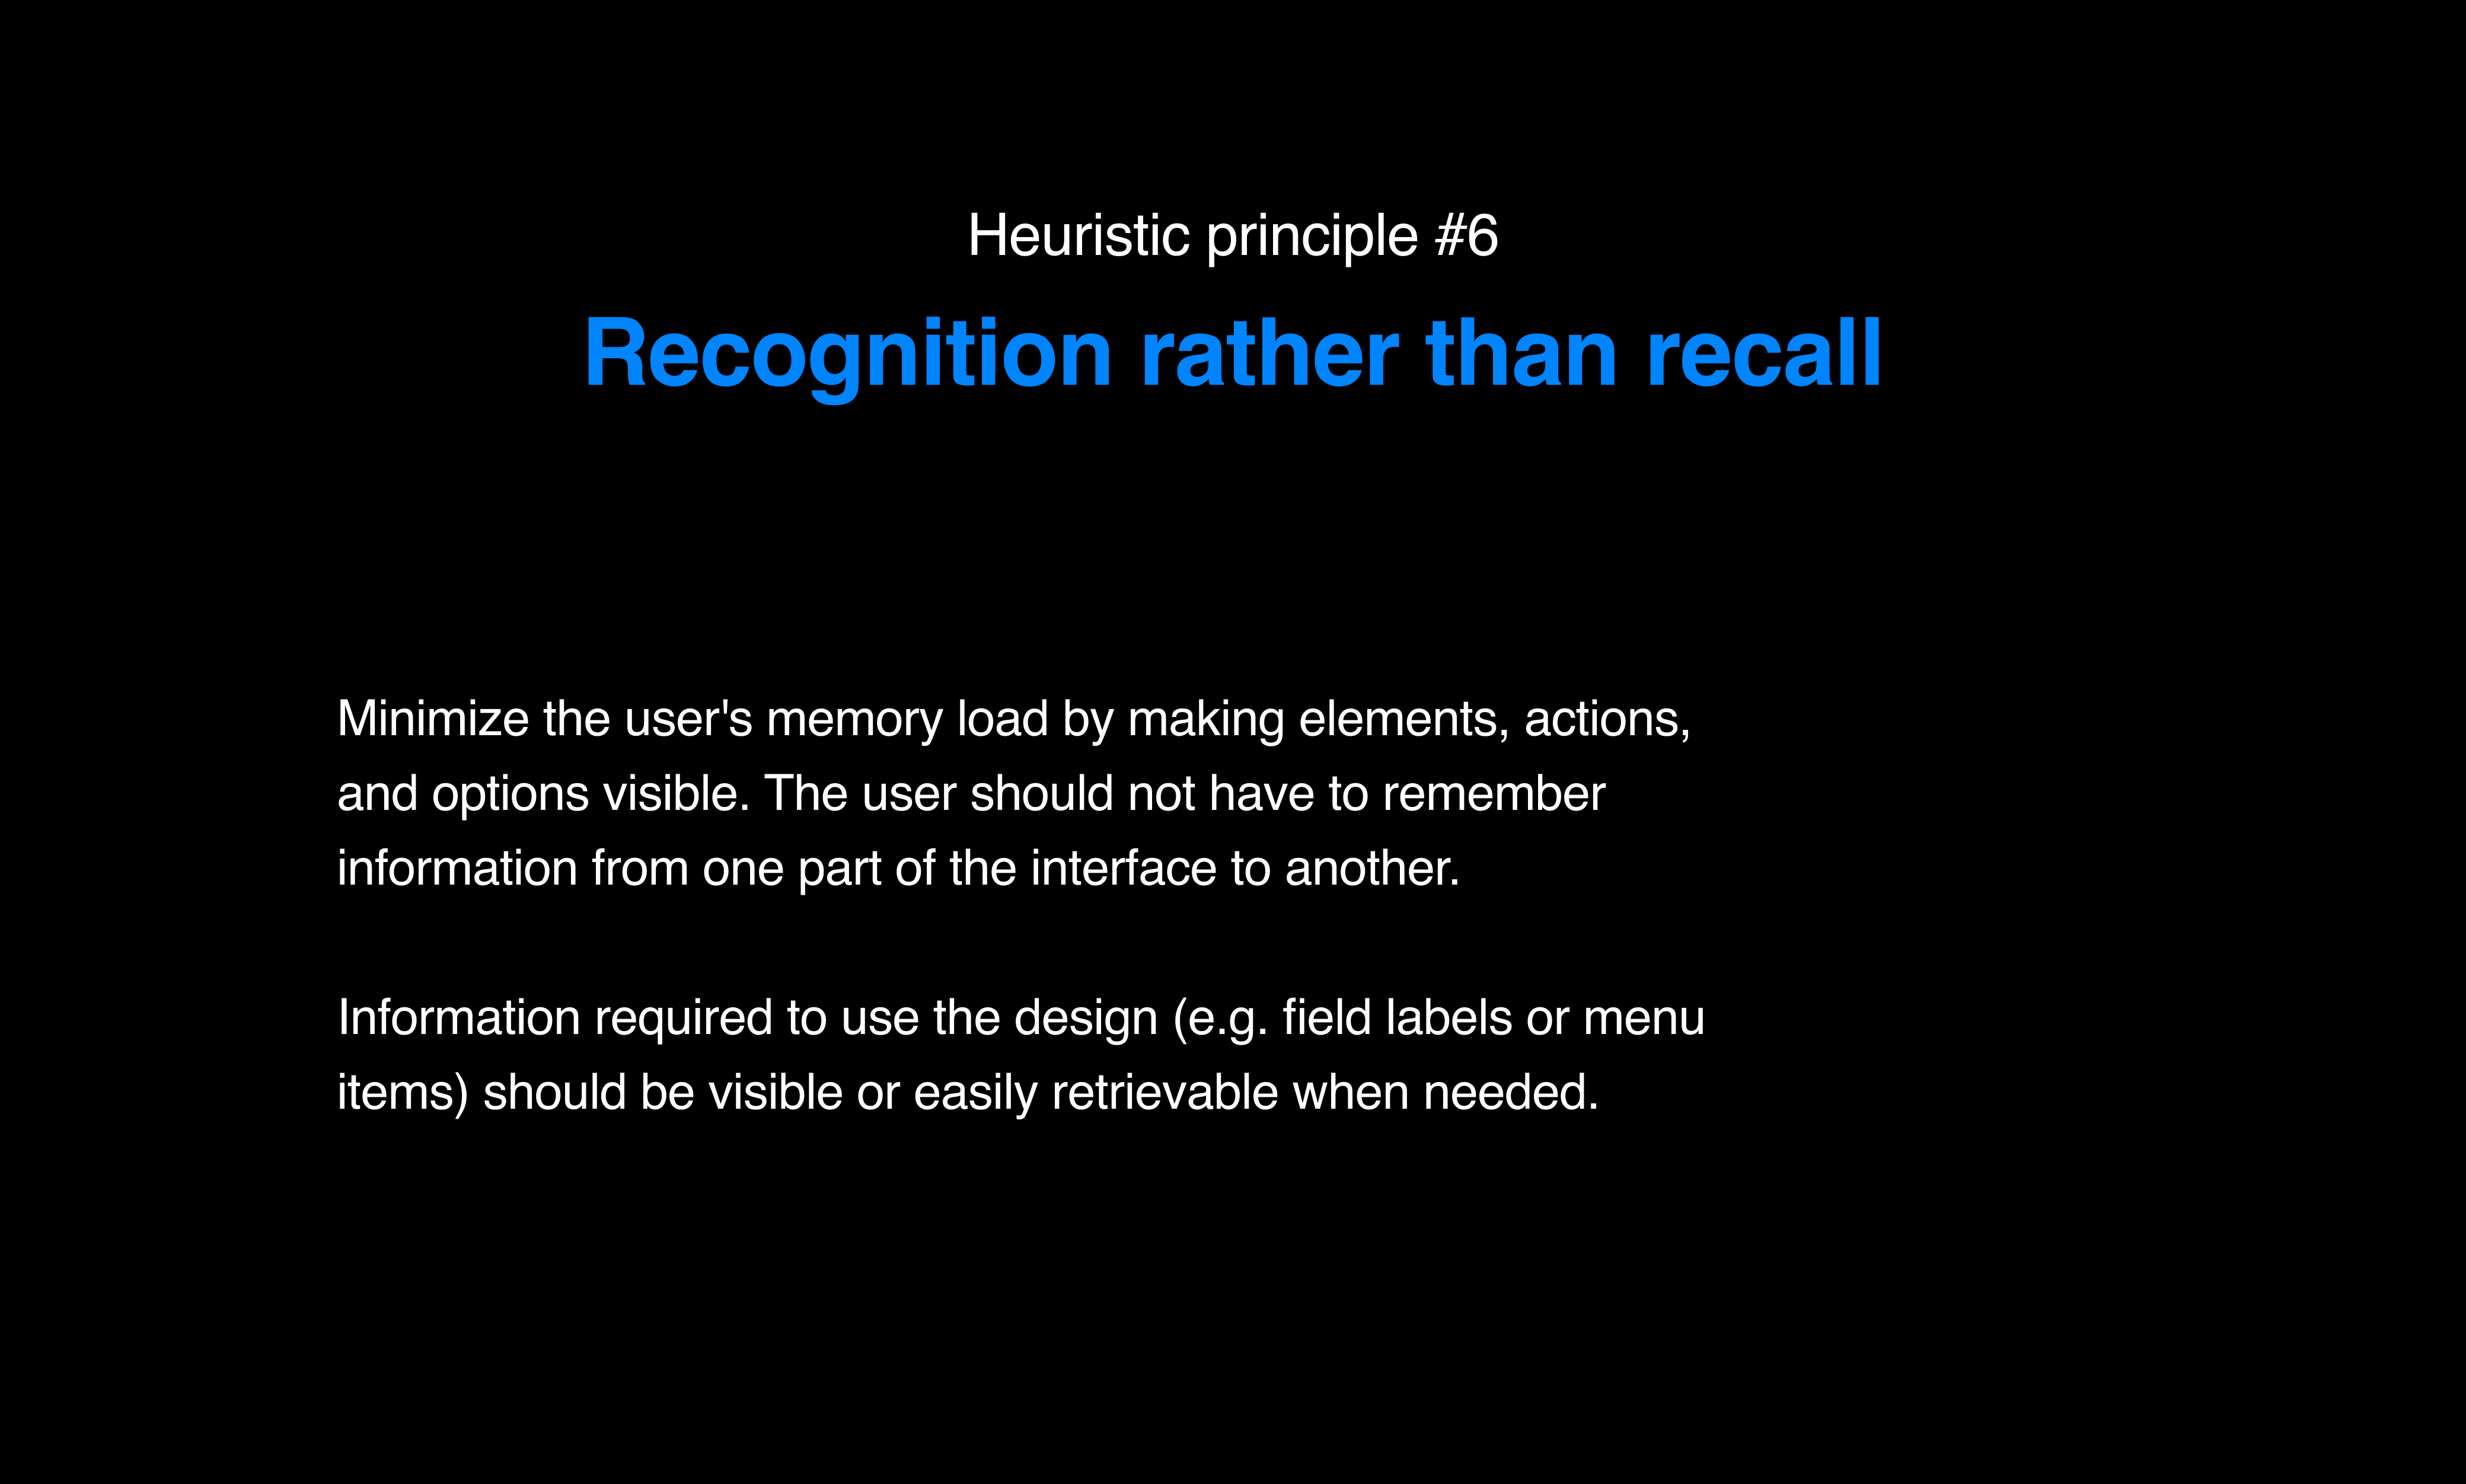 Heuristic principle #6
Recognition rather than recall
Minimize the user's memory load by making elements, actions,
and options visible. The user should not have to remember
information from one part of the interface to another.
Information required to use the design (e.g. field labels or menu
items) should be visible or easily retrievable when needed.